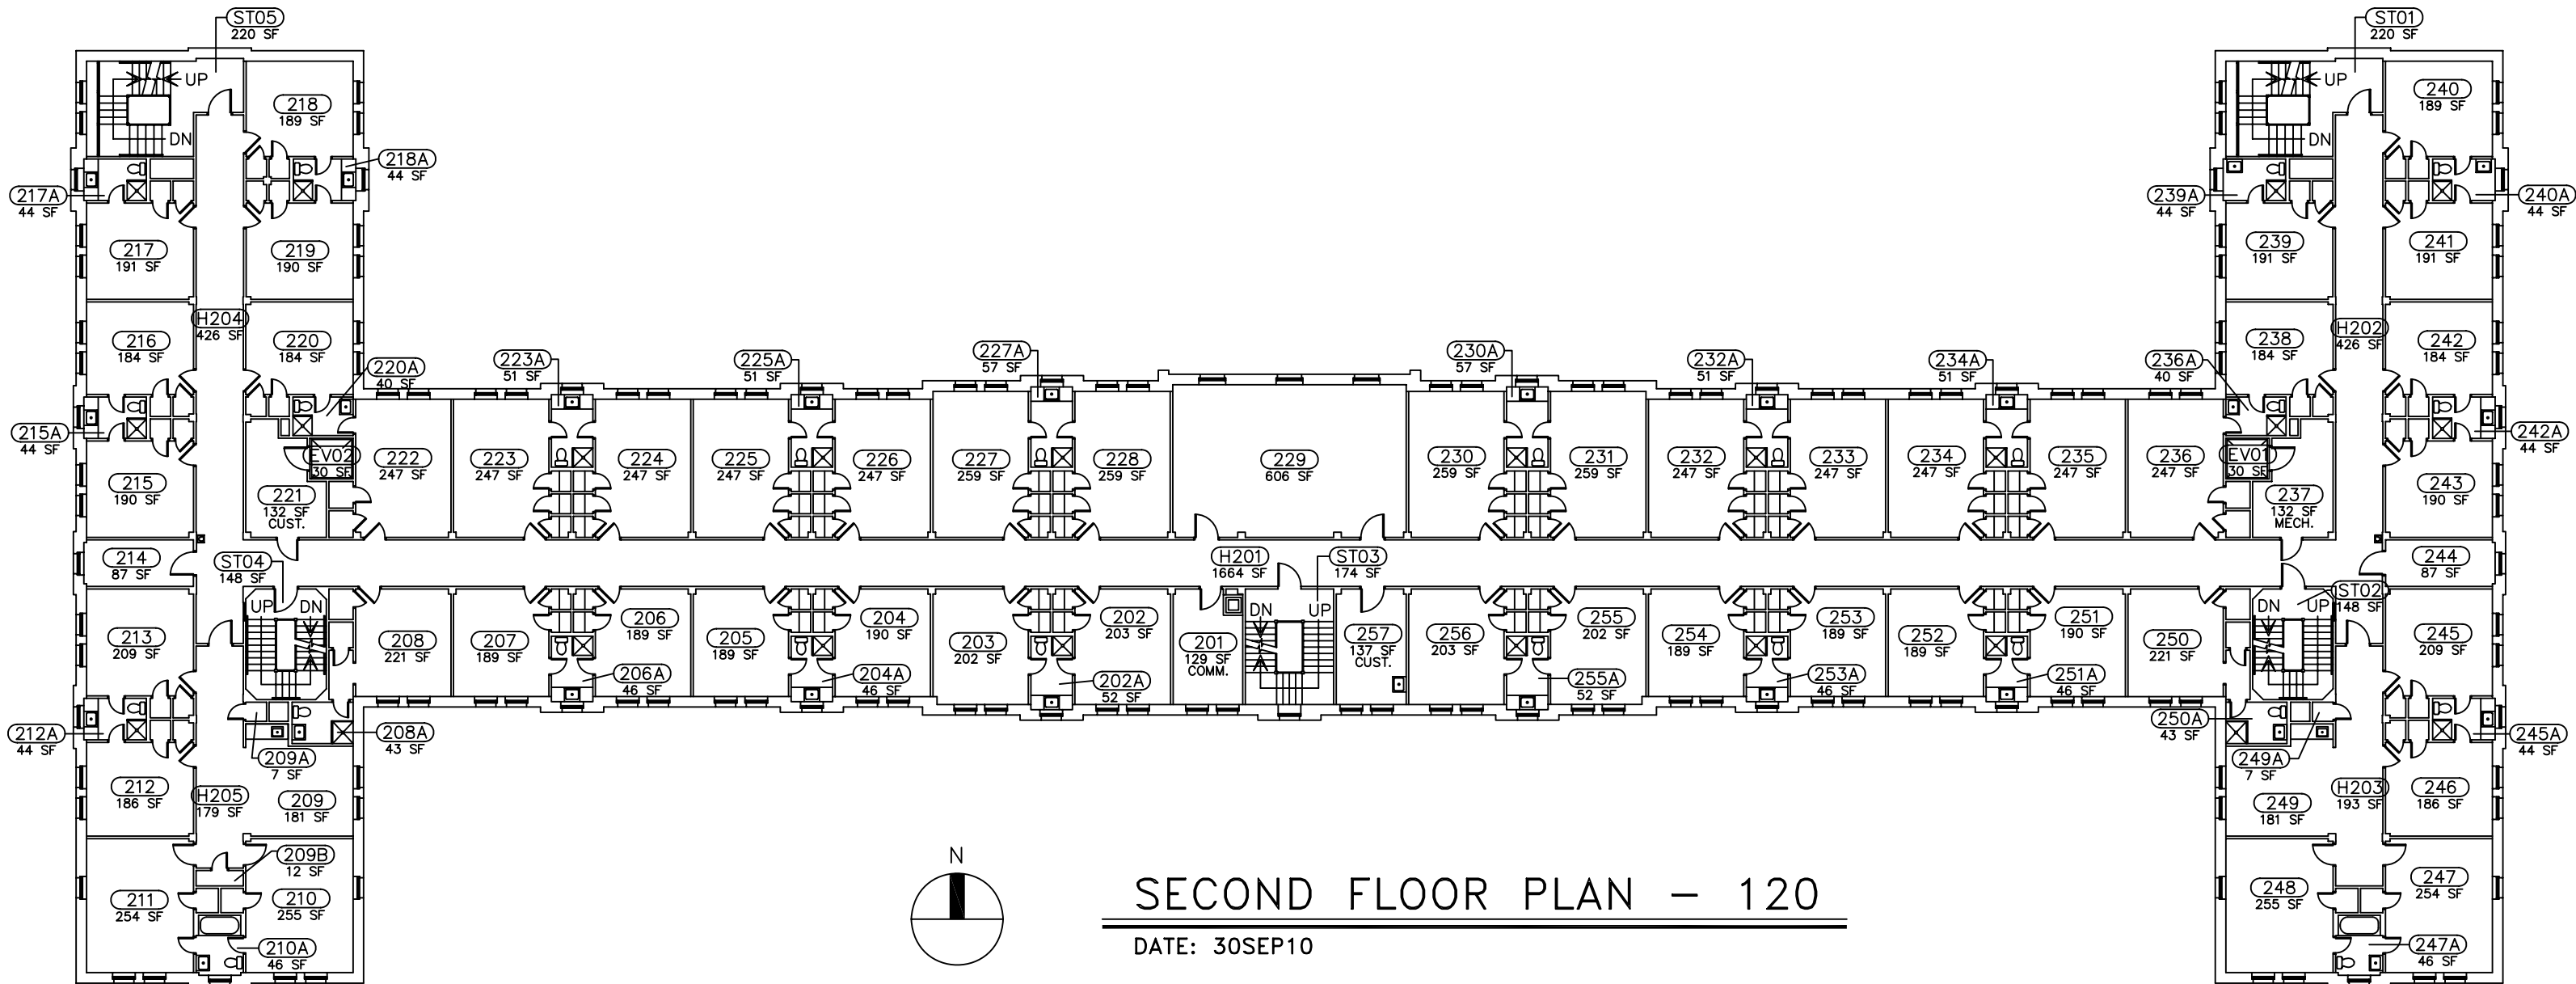 ST05
220 SF
UP
DN
218
189 SF
218A
44 SF
217A
44 SF
217
191 SF
219
190 SF
H204
426 SF
216
184 SF
220
184 SF
220A
40 SF
215A
44 SF
215
190 SF
221
132 SF
CUST.
EV02
30 SF
214
87 SF
ST04
148 SF
UP
DN
213
209 SF
212A
44 SF
212
186 SF
H205
179 SF
209A
7 SF
208A
43 SF
209
181 SF
209B
12 SF
211
254 SF
210
255 SF
210A
46 SF
222
247 SF
223
247 SF
223A
51 SF
224
247 SF
225
247 SF
225A
51 SF
226
247 SF
227
259 SF
227A
57 SF
228
259 SF
229
606 SF
230
259 SF
230A
57 SF
231
259 SF
232
247 SF
232A
51 SF
233
247 SF
234
247 SF
234A
51 SF
235
247 SF
236
247 SF
236A
40 SF
H201
1664 SF
ST03
174 SF
208
221 SF
207
189 SF
206
189 SF
206A
46 SF
205
189 SF
204
190 SF
204A
46 SF
203
202 SF
202
203 SF
202A
52 SF
201
129 SF
COMM.
DN
UP
257
137 SF
CUST.
256
203 SF
255
202 SF
255A
52 SF
254
189 SF
253
189 SF
253A
46 SF
252
189 SF
251
190 SF
251A
46 SF
250
221 SF
ST01
220 SF
UP
DN
240
189 SF
239A
44 SF
240A
44 SF
239
191 SF
241
191 SF
238
184 SF
H202
426 SF
242
184 SF
242A
44 SF
EV01
30 SF
237
132 SF
MECH.
243
190 SF
244
87 SF
ST02
148 SF
DN
UP
245
209 SF
250A
43 SF
245A
44 SF
249A
7 SF
249
181 SF
H203
193 SF
246
186 SF
248
255 SF
247
254 SF
247A
46 SF
N
SECOND FLOOR PLAN - 120
DATE: 30SEP10